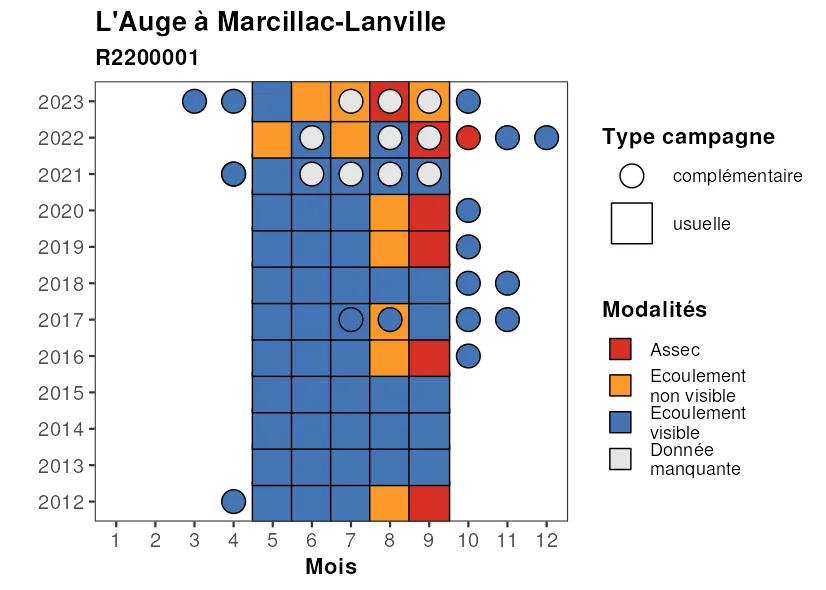 L'Auge à Marcillac-Lanville
R2200001
2023
2022
2021
2020
2019
2018
2017
2016
2015
2014
2013
2012
1 2 3 4 5 6 7 8 9 10 11 12
Mois
Type campagne
complémentaire
usuelle
Modalités
Assec
Ecoulement
non visible
Ecoulement
visible
Donnée
manquante